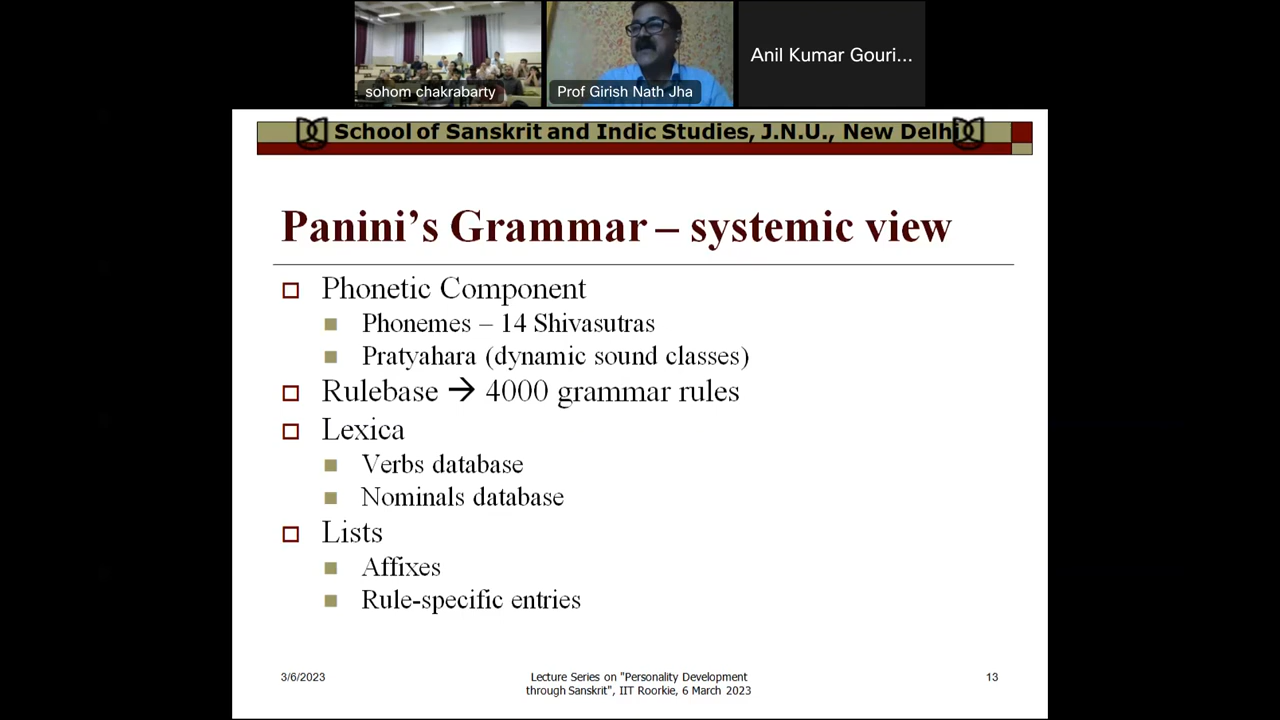 sohom chakrabarty
Prof Girish Nath Jha
Anil Kumar Gouri...
School of Sanskrit and Indic Studies, J.N.U., New Delhi
Panini's Grammar – systemic view
Phonetic Component
Phonemes – 14 Shivasutras
Pratyahara (dynamic sound classes)
Rulebase → 4000 grammar rules
Lexica
Verbs database
Nominals database
Lists
Affixes
Rule-specific entries
3/6/2023
Lecture Series on "Personality Development
through Sanskrit", IIT Roorkie, 6 March 2023
13